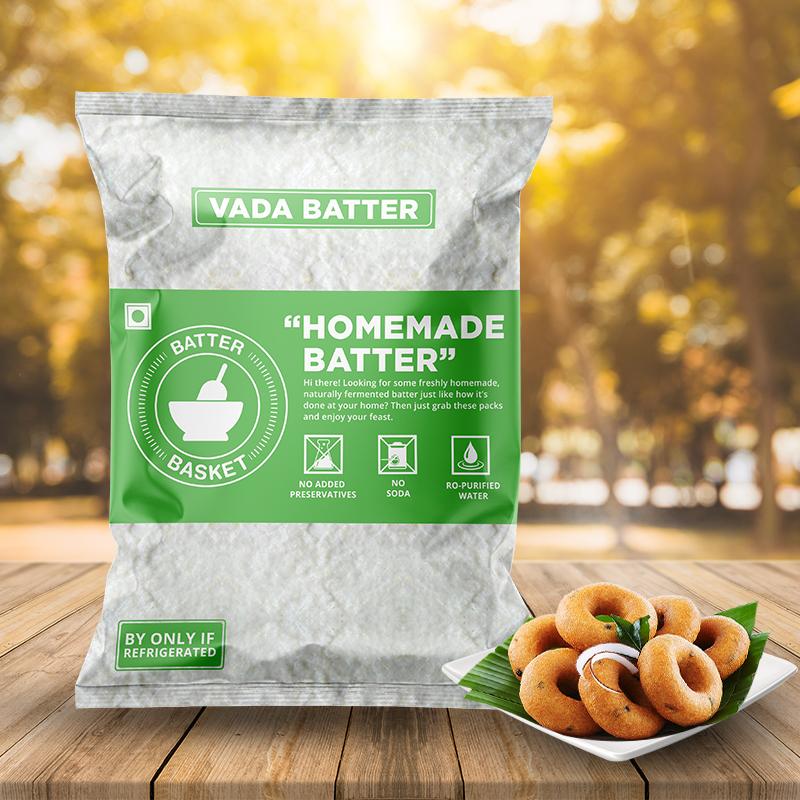 VADA BATTER
BATTER
BASKET
“HOMEMADE
BATTER”
Hi there! Looking for some freshly homemade,
naturally fermented batter just like how it's
done at your home? Then just grab these packs
and enjoy your feast.
NO ADDED
PRESERVATIVES
NO
SODA
RO-PURIFIED
WATER
BY ONLY IF
REFRIGERATED